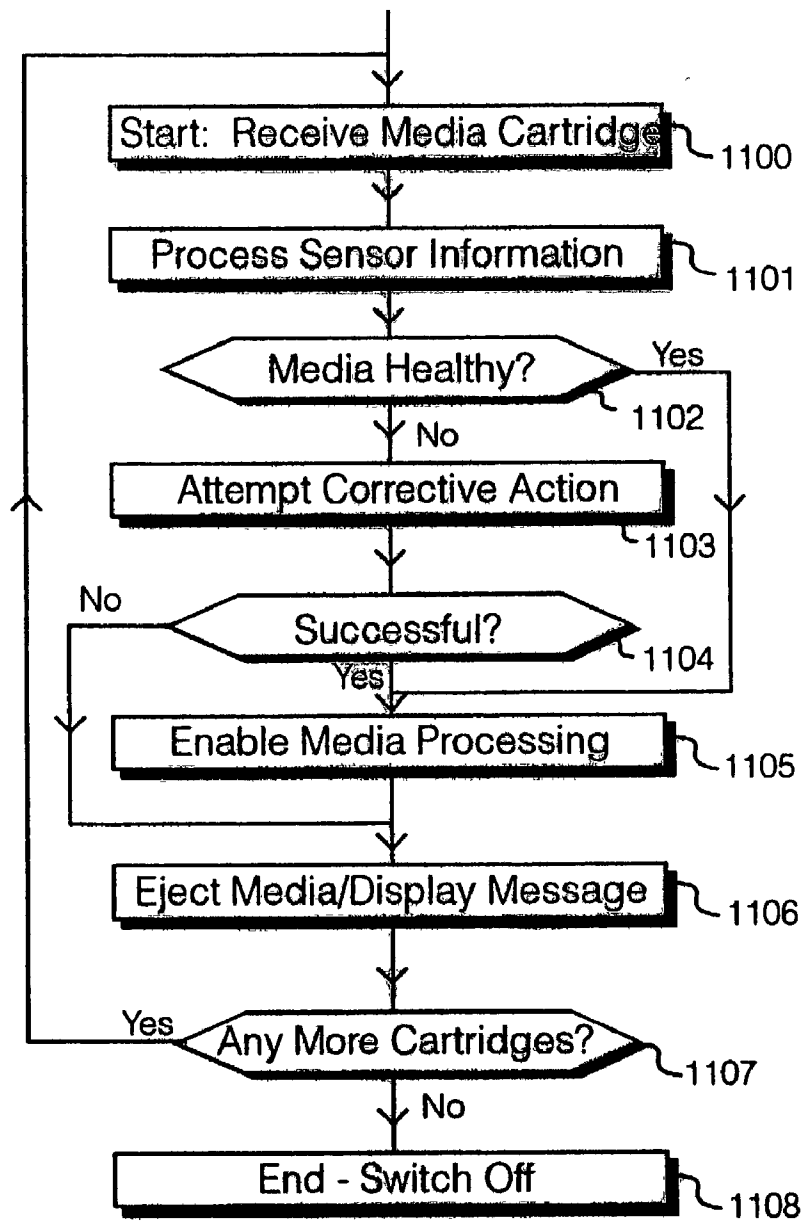 Start: Receive Media Cartridge
1100
Process Sensor Information
1101
Media Healthy?
Yes
1102
No
Attempt Corrective Action
1103
No
Successful?
1104
Yes
Enable Media Processing
1105
Eject Media/Display Message
1106
Yes
Any More Cartridges?
1107
No
End - Switch Off
1108